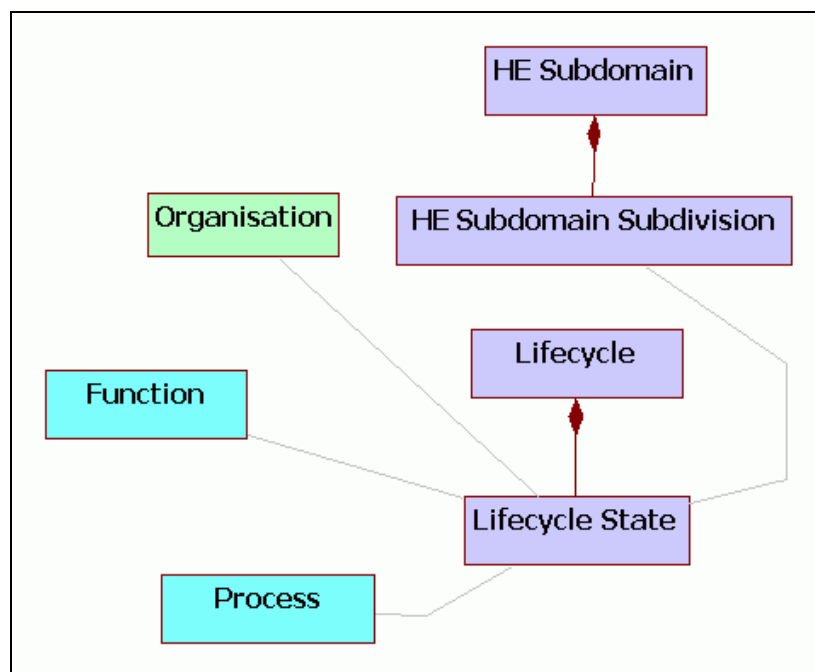 HE Subdomain
Organisation
HE Subdomain Subdivision
Lifecycle
Function
Lifecycle State
Process